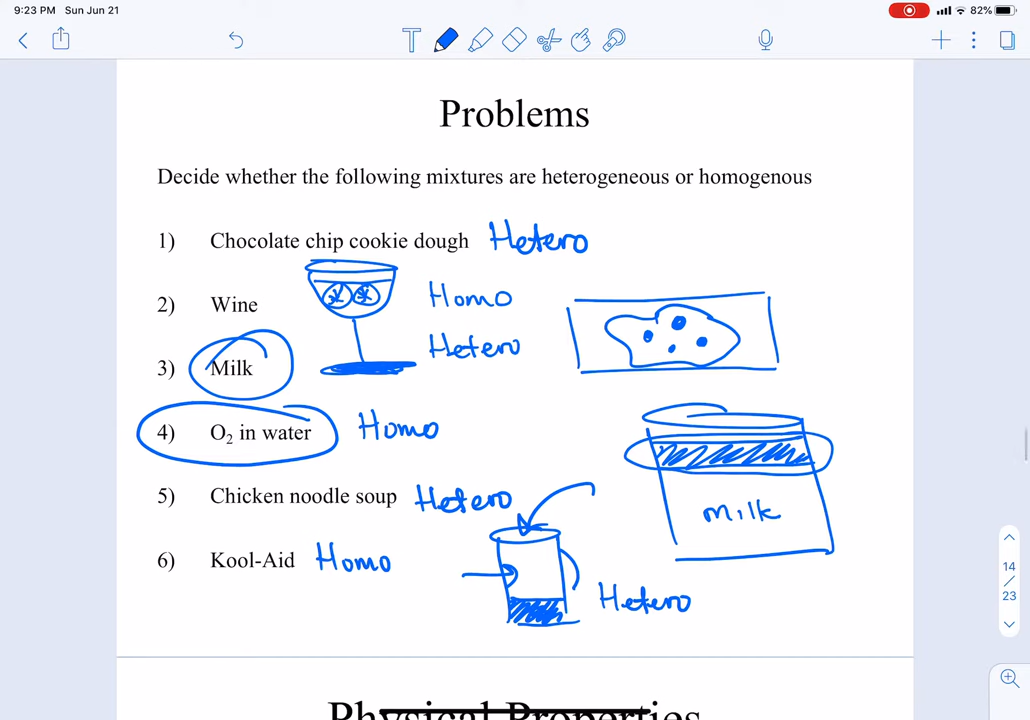 9:23 PM Sun Jun 21
82%
T
Problems
Decide whether the following mixtures are heterogeneous or homogenous
1) Chocolate chip cookie dough Hetero
2) Wine Homo
3) Milk Hetero
4) O₂ in water Homo
milk
5) Chicken noodle soup Hetero
6) Kool-Aid Homo
Hetero
14
/
23
Physical Properties